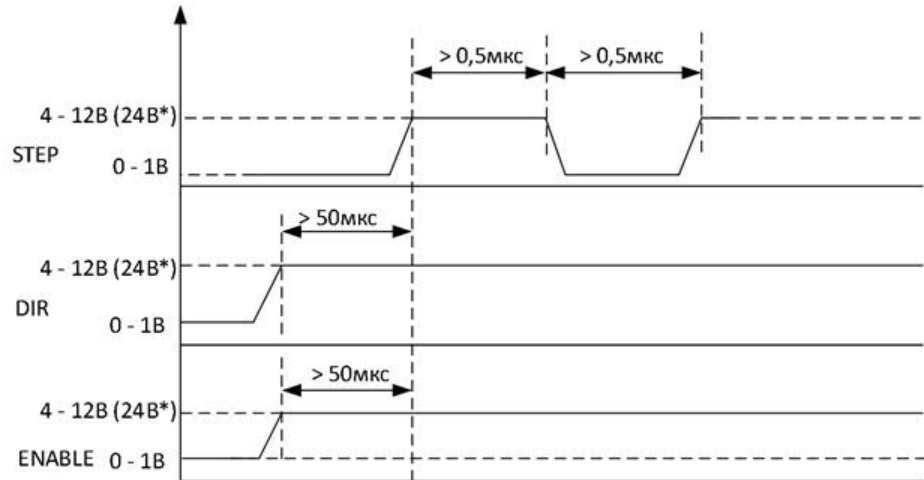 > 0,5мкс > 0,5мкс
4 - 12В (24В*)
STEP
0 - 1В
> 50мкс
4 - 12В (24В*)
DIR
0 - 1В
> 50мкс
4 - 12В (24В*)
ENABLE 0 - 1В